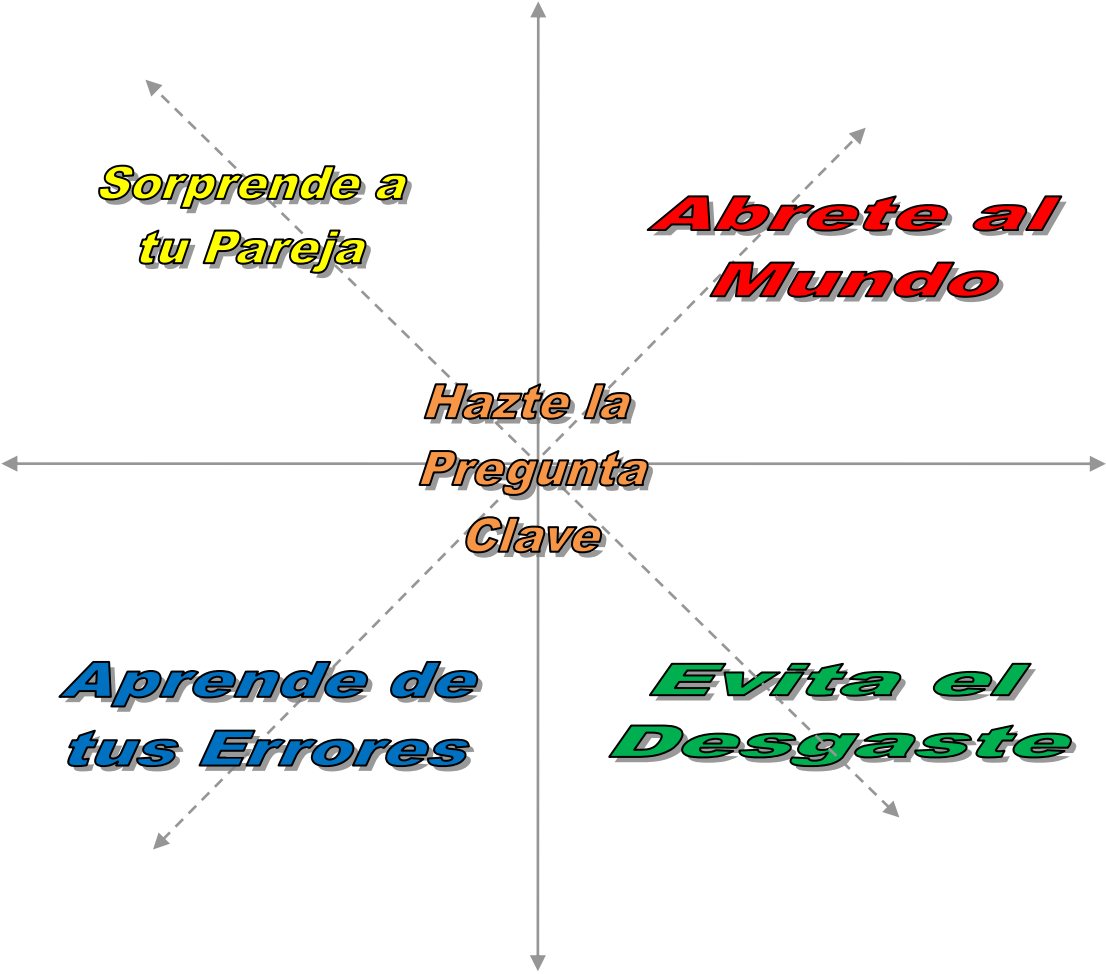 Sorprende a
tu Pareja
Abrete al
Mundo
Hazte la
Pregunta
Clave
Aprende de
tus Errores
Evita el
Desgaste